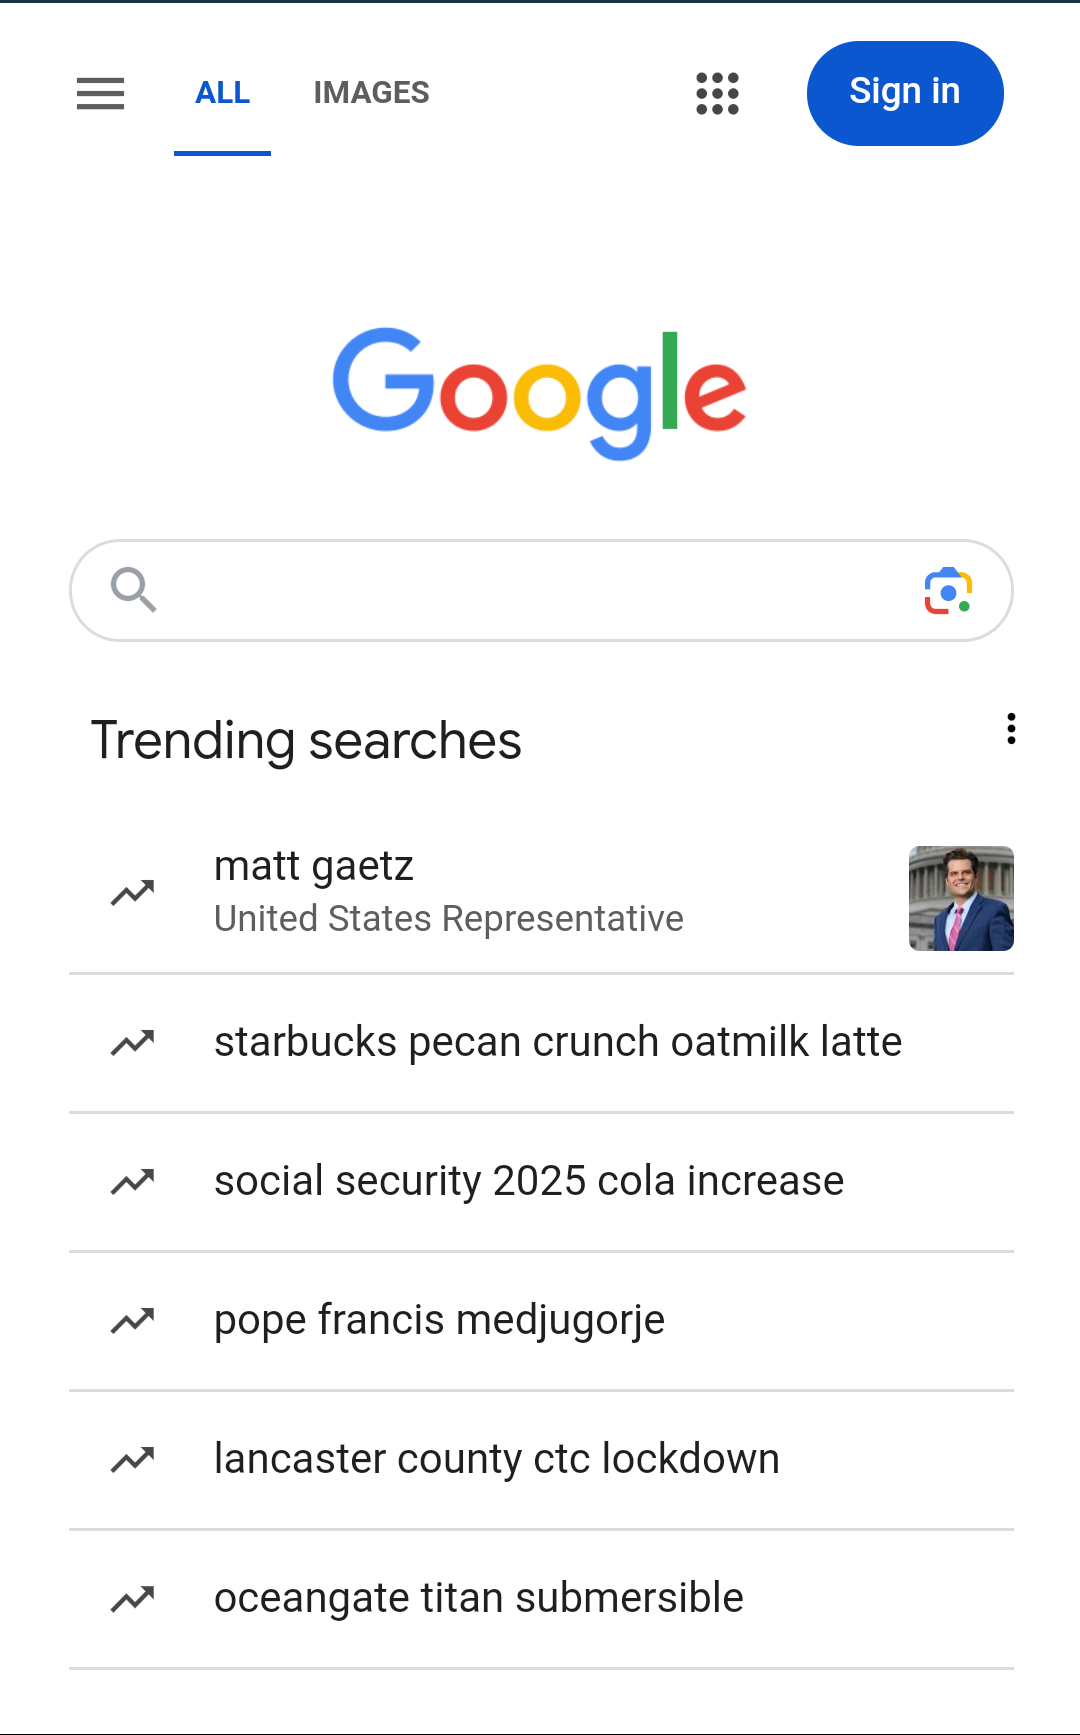 ALL IMAGES Sign in
Google
Trending searches
matt gaetz
United States Representative
starbucks pecan crunch oatmilk latte
social security 2025 cola increase
pope francis medjugorje
lancaster county ctc lockdown
oceangate titan submersible